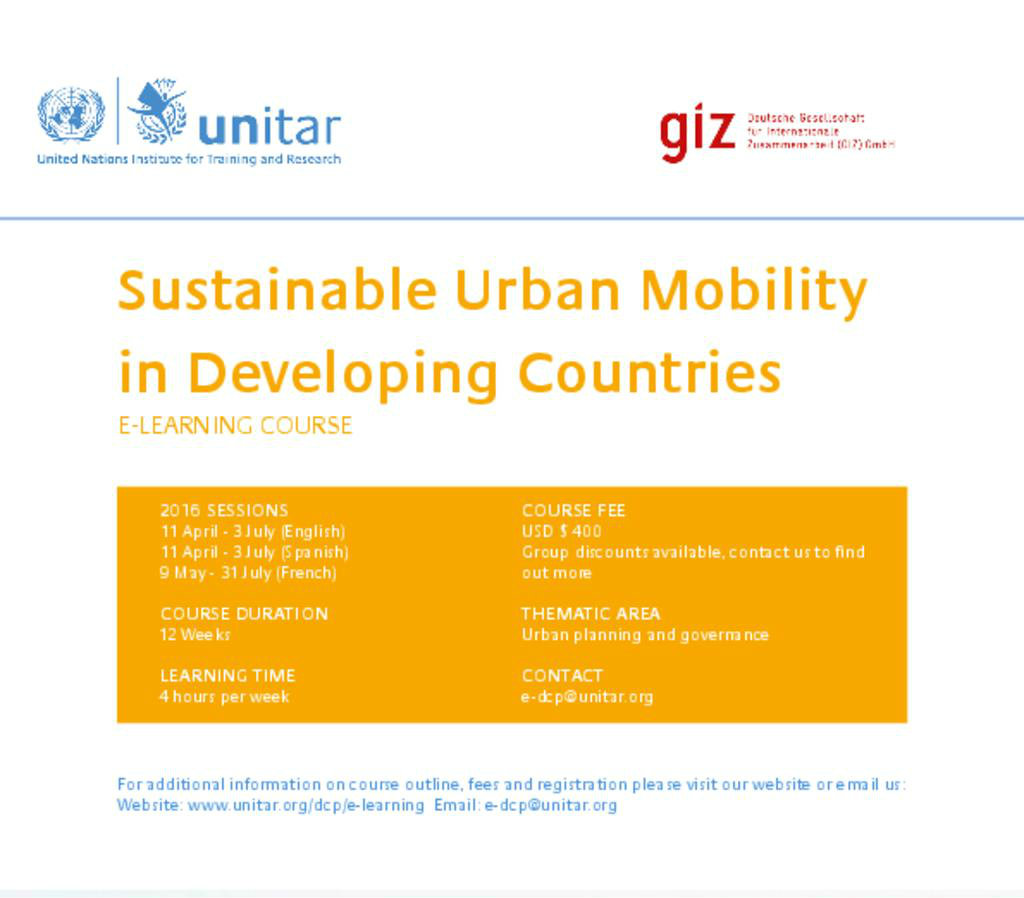 unitar
United Nations Institute for Training and Research
giz
Deutsche Gesellschaft
für Internationale
Zusammenarbeit (GIZ) GmbH
Sustainable Urban Mobility
in Developing Countries
E-LEARNING COURSE
2016 SESSIONS
11 April - 3 July (English)
11 April - 3 July (Spanish)
9 May - 31 July (French)
COURSE DURATION
12 Weeks
LEARNING TIME
4 hours per week
COURSE FEE
USD $ 400
Group discounts available, contact us to find
out more
THEMATIC AREA
Urban planning and governance
CONTACT
e-dcp@unitar.org
For additional information on course outline, fees and registration please visit our website or email us:
Website: www.unitar.org/dcp/e-learning Email: e-dcp@unitar.org